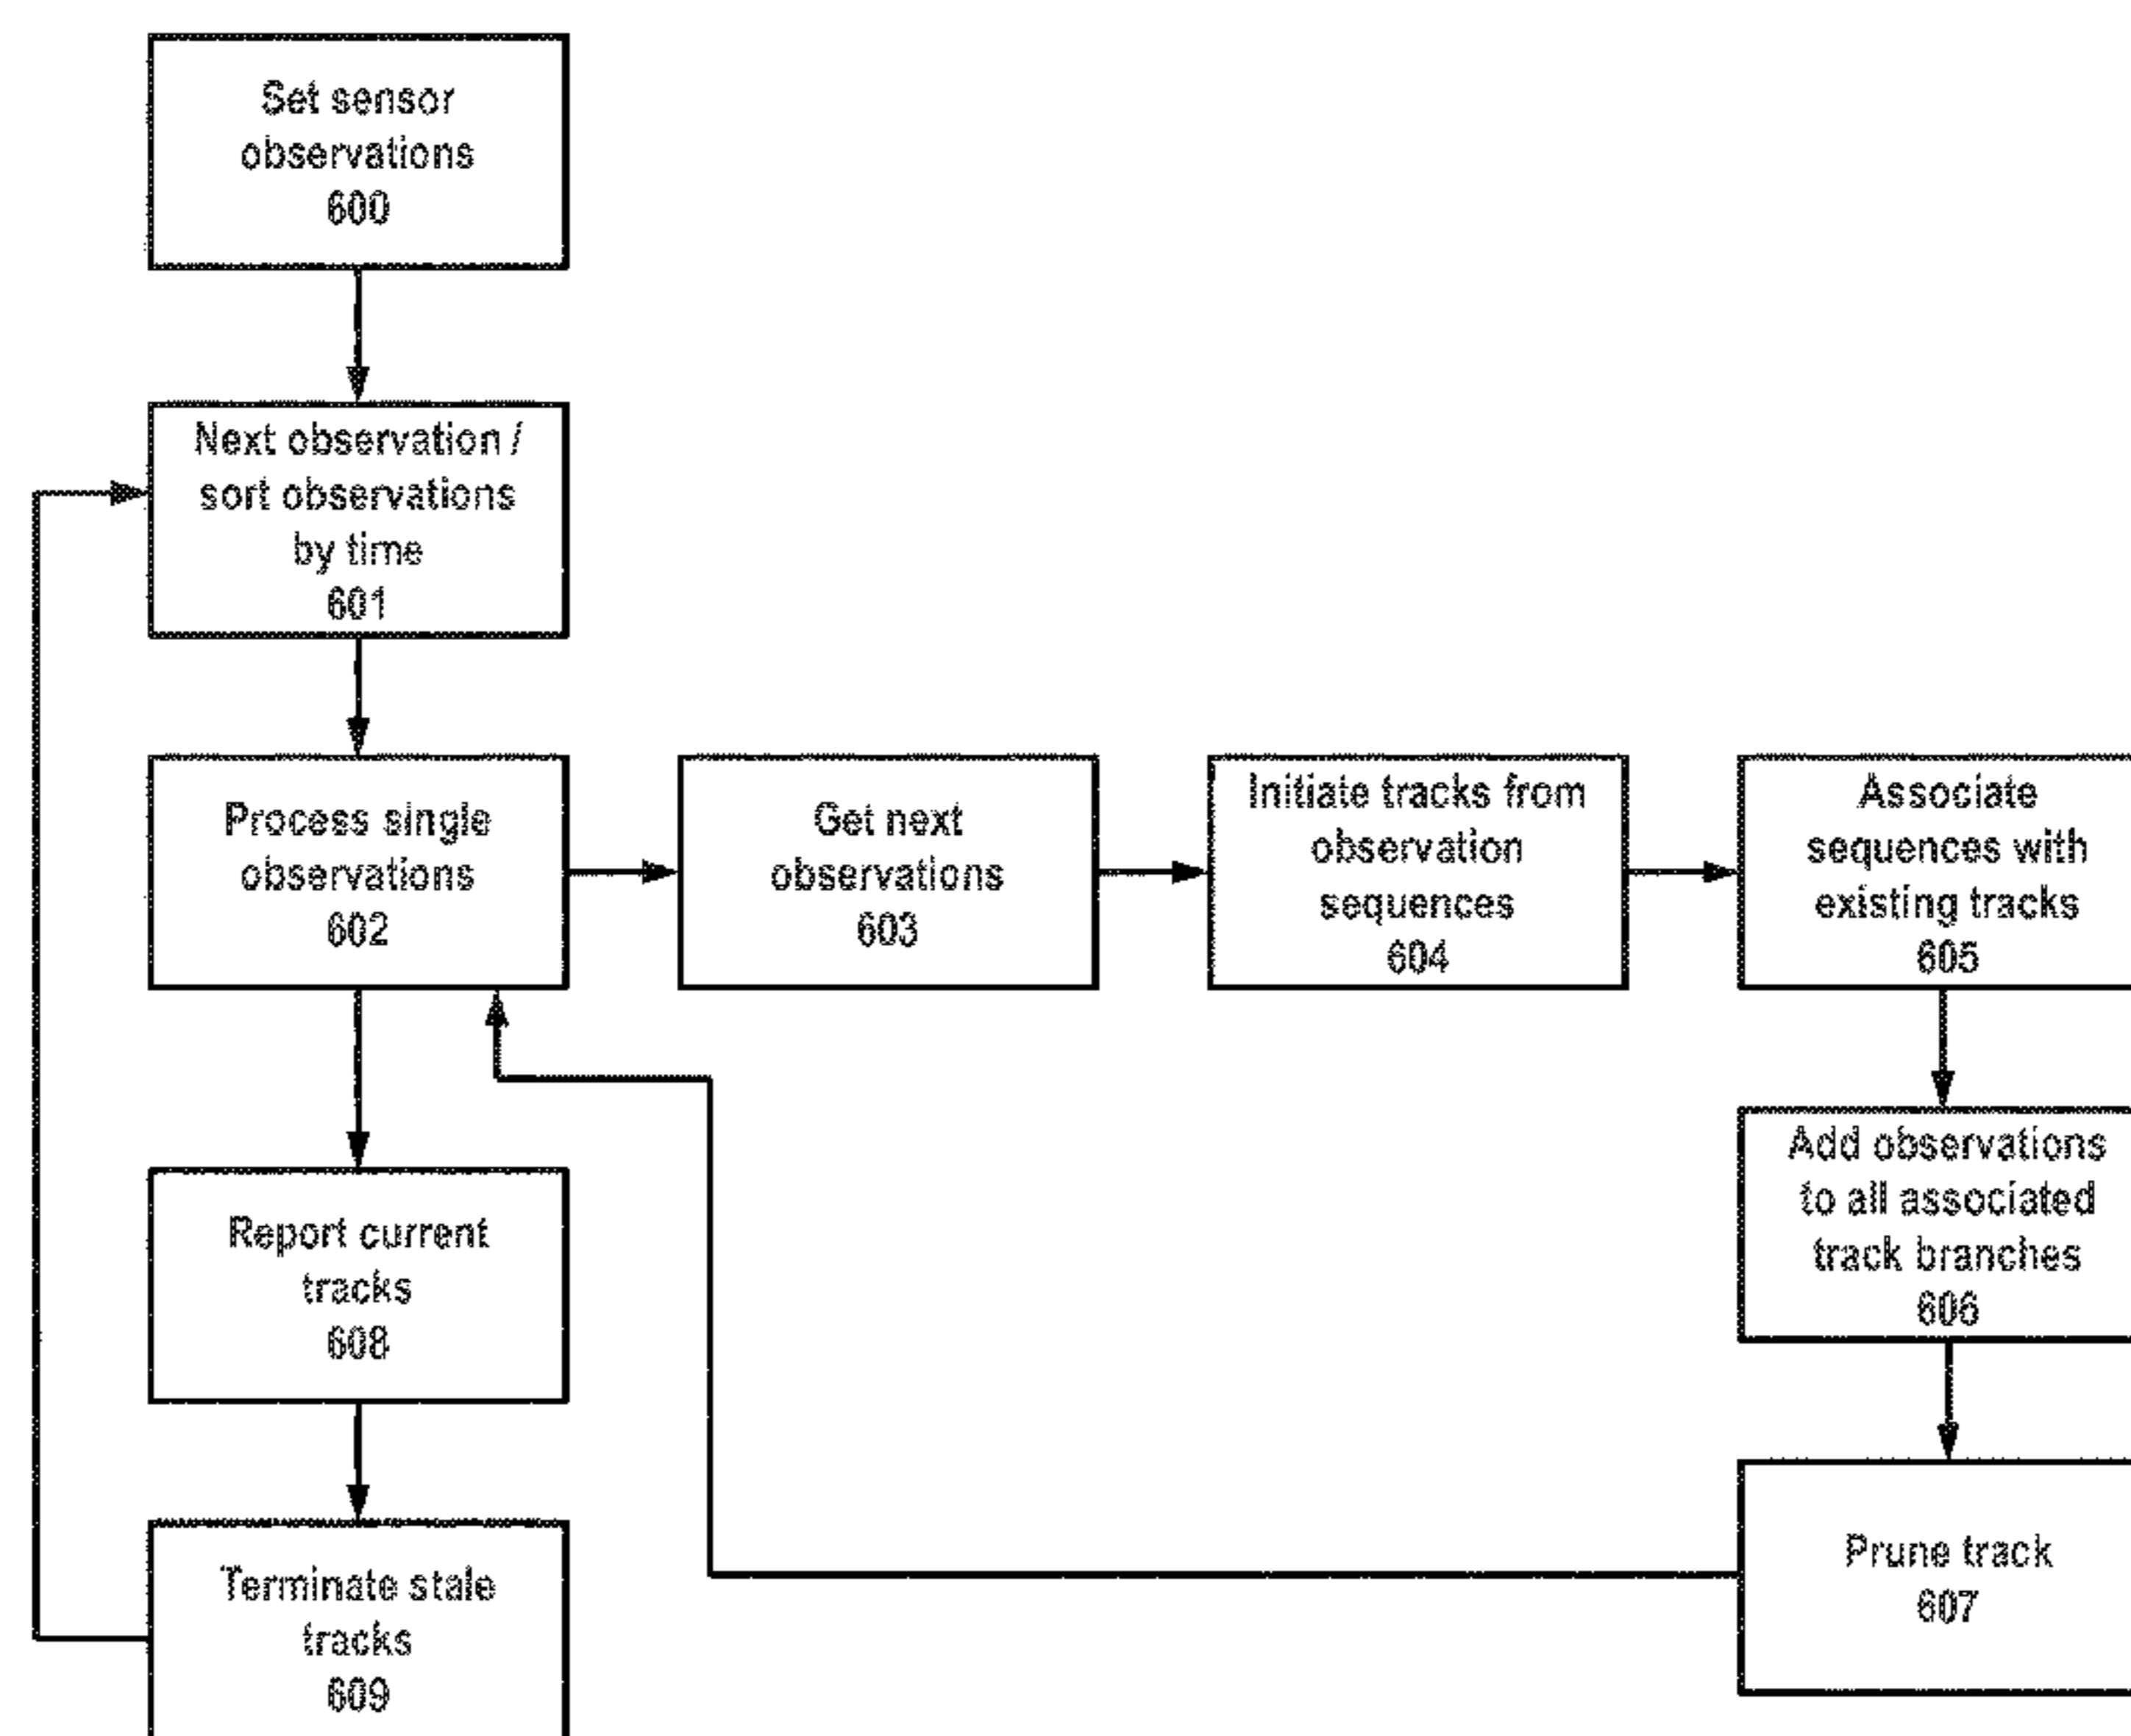 Set sensor
observations
600
Next observation /
sort observations
by time
601
Process single
observations
602
Get next
observations
603
Initiate tracks from
observation
sequences
604
Associate
sequences with
existing tracks
605
Add observations
to all associated
track branches
606
Report current
tracks
608
Prune track
607
Terminate stale
tracks
609